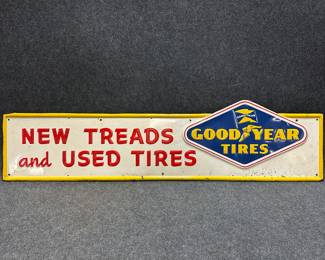 NEW TREADS
and USED TIRES
GOOD YEAR
TIRES